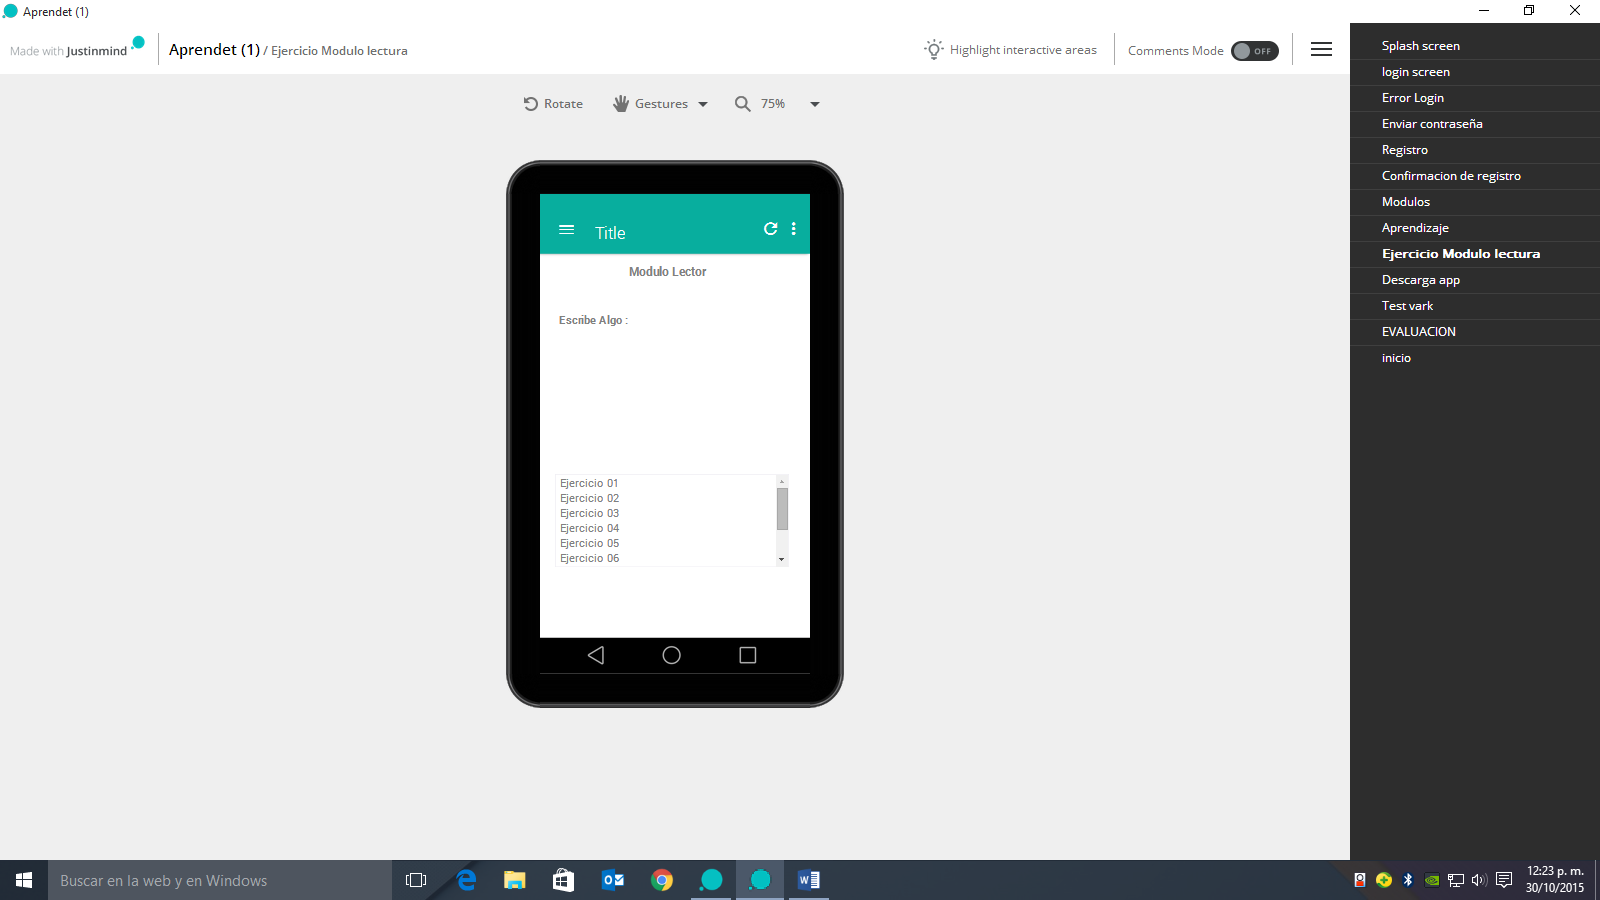 Aprendet (1)
Made with Justinmind
Aprendet (1) / Ejercicio Modulo lectura
Highlight interactive areas
Comments Mode OFF
Rotate
Gestures
75%
Title
Modulo Lector
Escribe Algo :
Ejercicio 01
Ejercicio 02
Ejercicio 03
Ejercicio 04
Ejercicio 05
Ejercicio 06
Splash screen
login screen
Error Login
Enviar contraseña
Registro
Confirmacion de registro
Modulos
Aprendizaje
Ejercicio Modulo lectura
Descarga app
Test vark
EVALUACION
inicio
Buscar en la web y en Windows
12:23 p. m.
30/10/2015